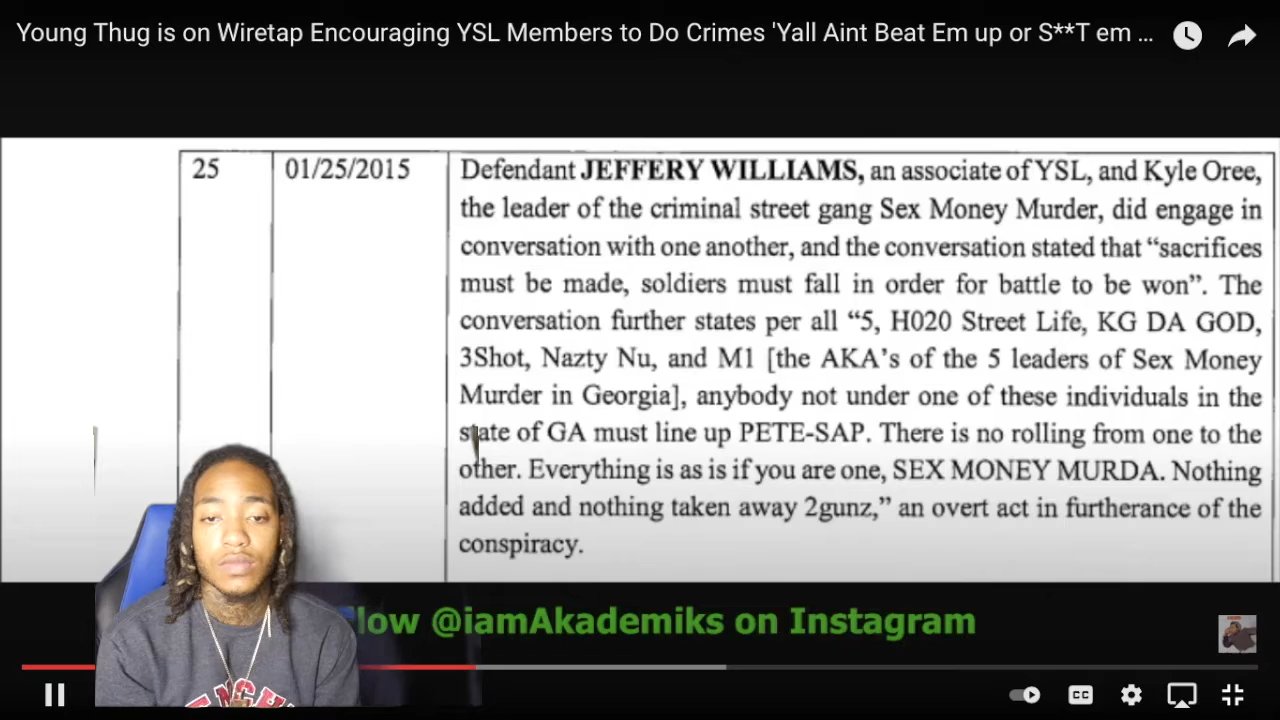 Young Thug is on Wiretap Encouraging YSL Members to Do Crimes 'Yall Aint Beat Em up or S**T em ...
25
01/25/2015
Defendant JEFFERY WILLIAMS, an associate of YSL, and Kyle Oree,
the leader of the criminal street gang Sex Money Murder, did engage in
conversation with one another, and the conversation stated that “sacrifices
must be made, soldiers must fall in order for battle to be won”. The
conversation further states per all “5, H020 Street Life, KG DA GOD,
3Shot, Nazty Nu, and M1 [the AKA’s of the 5 leaders of Sex Money
Murder in Georgia], anybody not under one of these individuals in the
state of GA must line up PETE-SAP. There is no rolling from one to the
other. Everything is as is if you are one, SEX MONEY MURDA. Nothing
added and nothing taken away 2gunz,” an overt act in furtherance of the
conspiracy.
llow @iamAkademiks on Instagram
CC